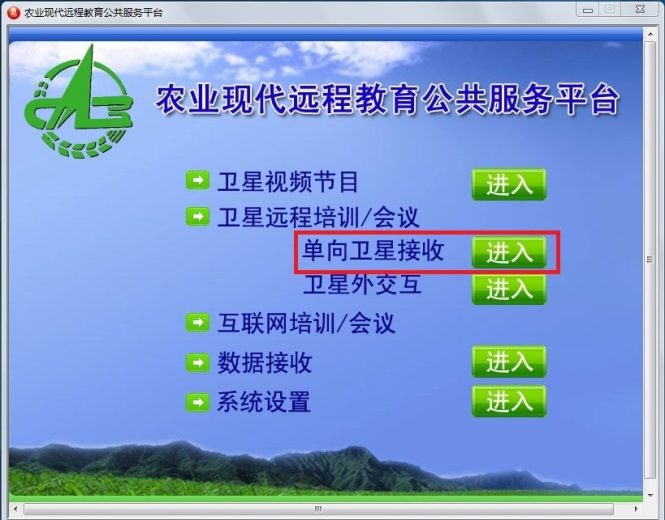 农业现代远程教育公共服务平台
农业现代远程教育公共服务平台
卫星视频节目 进入
卫星远程培训/会议
单向卫星接收 进入
卫星外交互 进入
互联网培训/会议
数据接收 进入
系统设置 进入